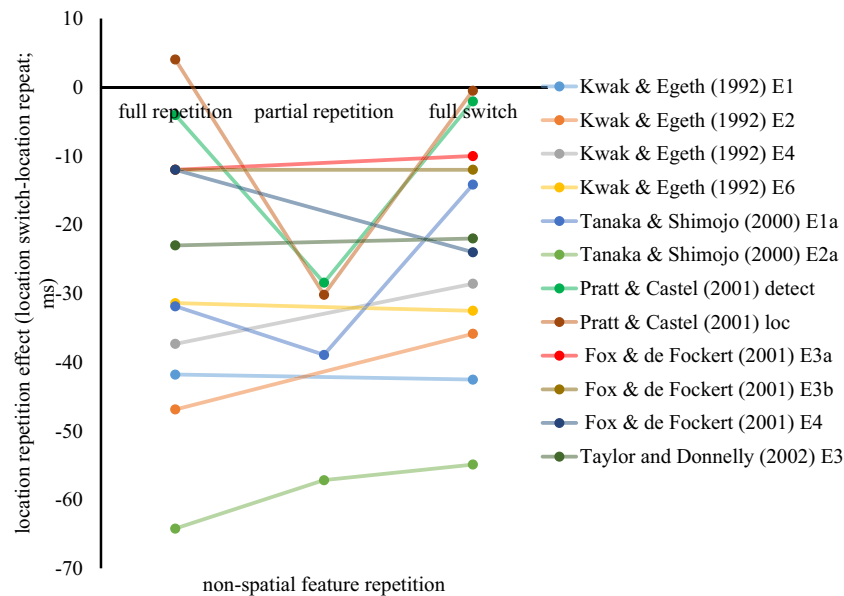 10
0
-10
-20
-30
-40
-50
-60
-70
location repetition effect (location switch-location repeat;
ms)
full repetition
partial repetition
full switch
non-spatial feature repetition
Kwak & Egeth (1992) E1
Kwak & Egeth (1992) E2
Kwak & Egeth (1992) E4
Kwak & Egeth (1992) E6
Tanaka & Shimojo (2000) E1a
Tanaka & Shimojo (2000) E2a
Pratt & Castel (2001) detect
Pratt & Castel (2001) loc
Fox & de Fockert (2001) E3a
Fox & de Fockert (2001) E3b
Fox & de Fockert (2001) E4
Taylor and Donnelly (2002) E3